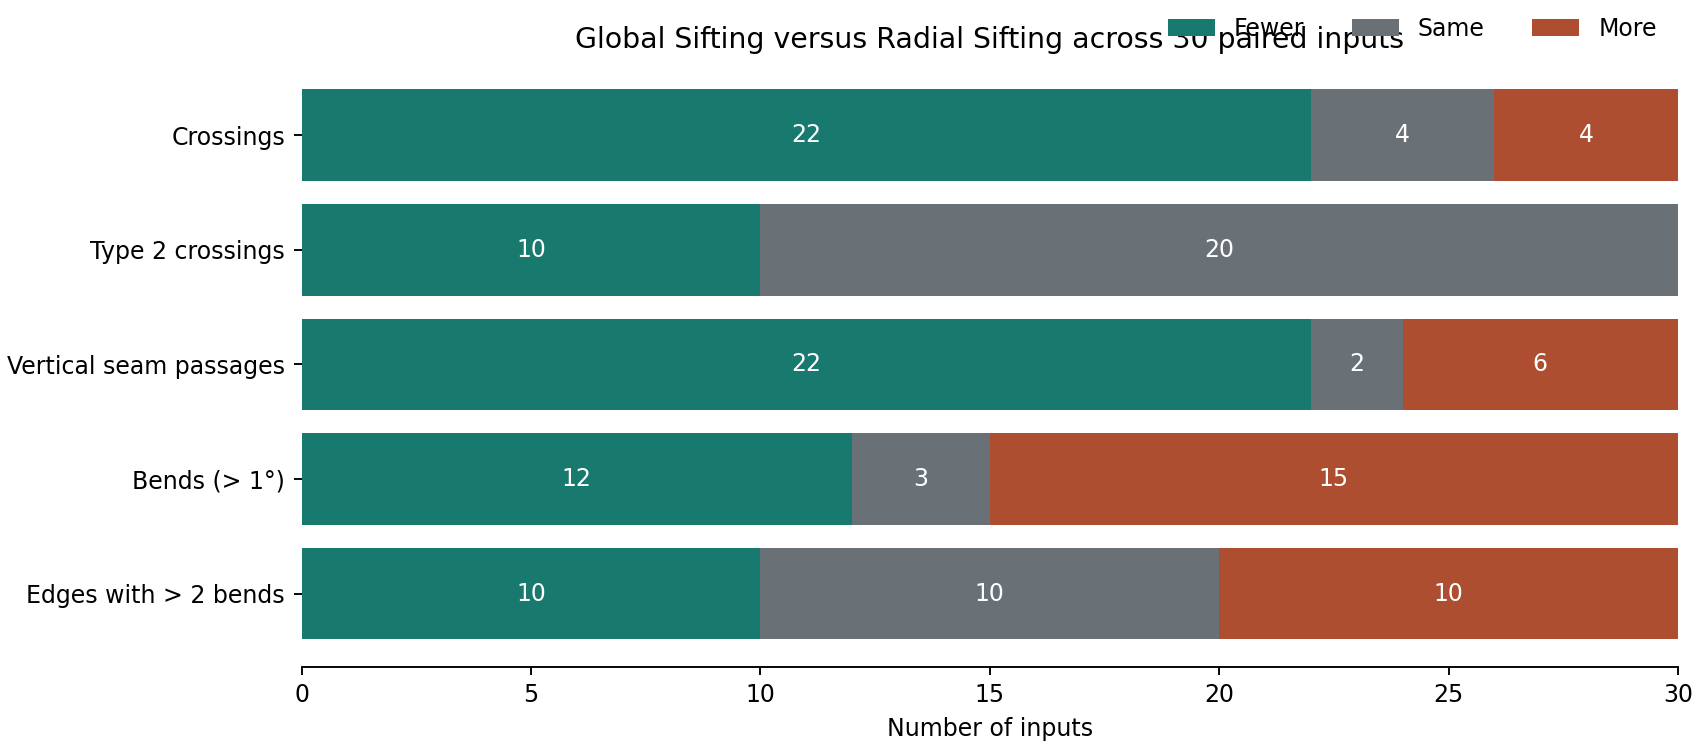 Fewer Same More
Global Sifting versus Radial Sifting across 30 paired inputs
Crossings 22 4 4
Type 2 crossings 10 20
Vertical seam passages 22 2 6
Bends (> 1°) 12 3 15
Edges with > 2 bends 10 10 10
0 5 10 15 20 25 30
Number of inputs